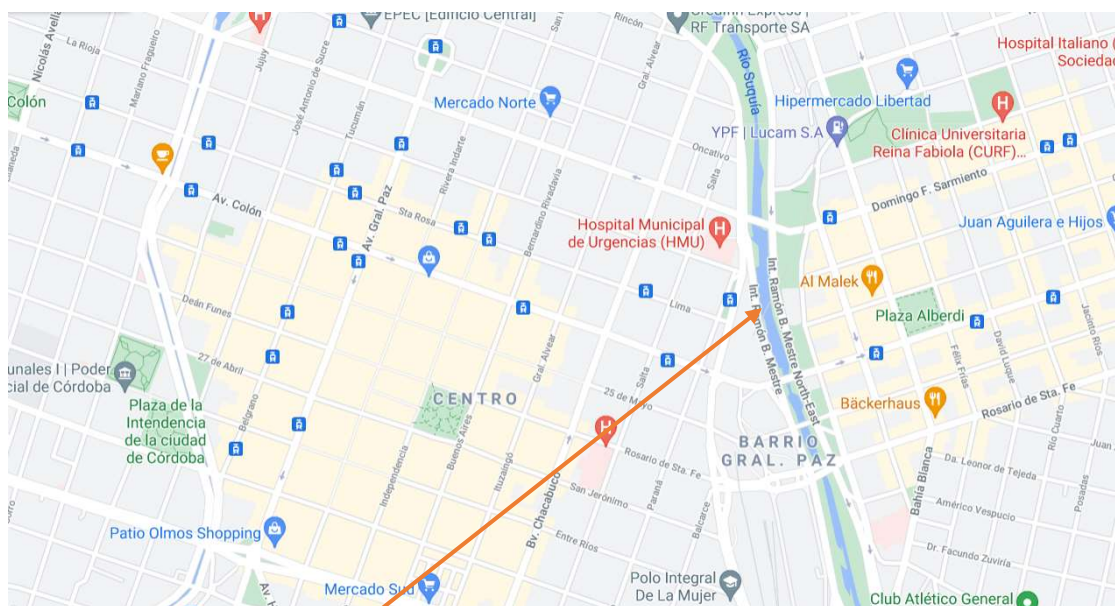 EPEC [Edificio Central]
Rincón
RF Transporte SA
Nicolás Avella
La Rioja
Mariano Fragueiro
Jujuy
José Antonio de Sucre
Tucumán
Gral. Alvear
Río Suquía
Hospital Italiano (
Sociedad
Colón
Mercado Norte
Hipermercado Libertad
YPF | Lucam S.A
Clínica Universitaria
Reina Fabiola (CURF)...
Oncativo
Salta
Rivera Indarte
Av. Gral. Paz
Av. Colón
Sta Rosa
Bernardino Rivadavia
Domingo F. Sarmiento
Hospital Municipal
de Urgencias (HMU)
Juan Aguilera e Hijos
Int. Ramón B. Mestre
Int. Ramón B. Mestre North-East
Al Malek
Plaza Alberdi
Lima
Deán Funes
27 de Abril
Jacinto Ríos
David Luque
Félix Frías
unales I | Poder
cial de Córdoba
Plaza de la
Intendencia
de la ciudad
de Córdoba
Belgrano
CENTRO
Gral. Alvear
Salta
25 de Mayo
Bäckerhaus
Rosario de Sta. Fe
Independencia
Buenos Aires
Ituzaingó
Bv. Chacabuco
Rosario de Sta. Fe
San Jerónimo
Paraná
Balcarce
BARRIO
GRAL. PAZ
Bahía Blanca
Da. Leonor de Tejeda
Río Cuarto
Juan
Posadas
Américo Vespucio
Patio Olmos Shopping
Entre Ríos
Dr. Facundo Zuviría
Mercado Sud
Polo Integral
De La Mujer
Club Atlético General